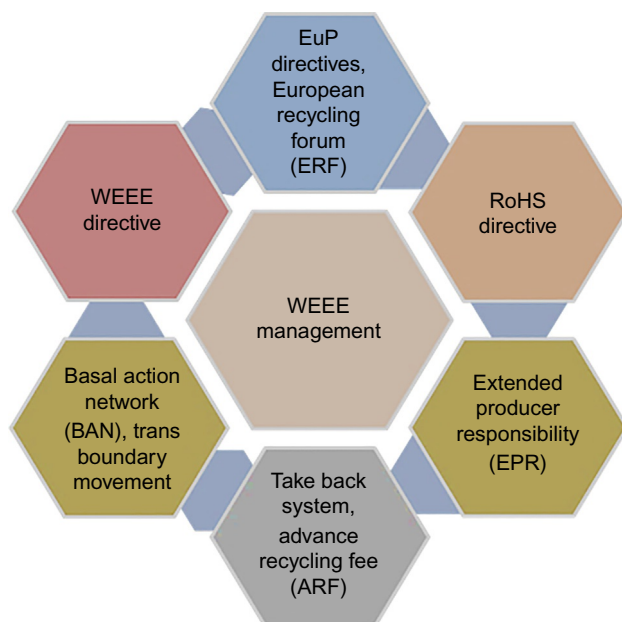 EuP
directives,
European
recycling
forum
(ERF)
WEEE
directive
RoHS
directive
WEEE
management
Basal action
network
(BAN), trans
boundary
movement
Extended
producer
responsibility
(EPR)
Take back
system,
advance
recycling fee
(ARF)